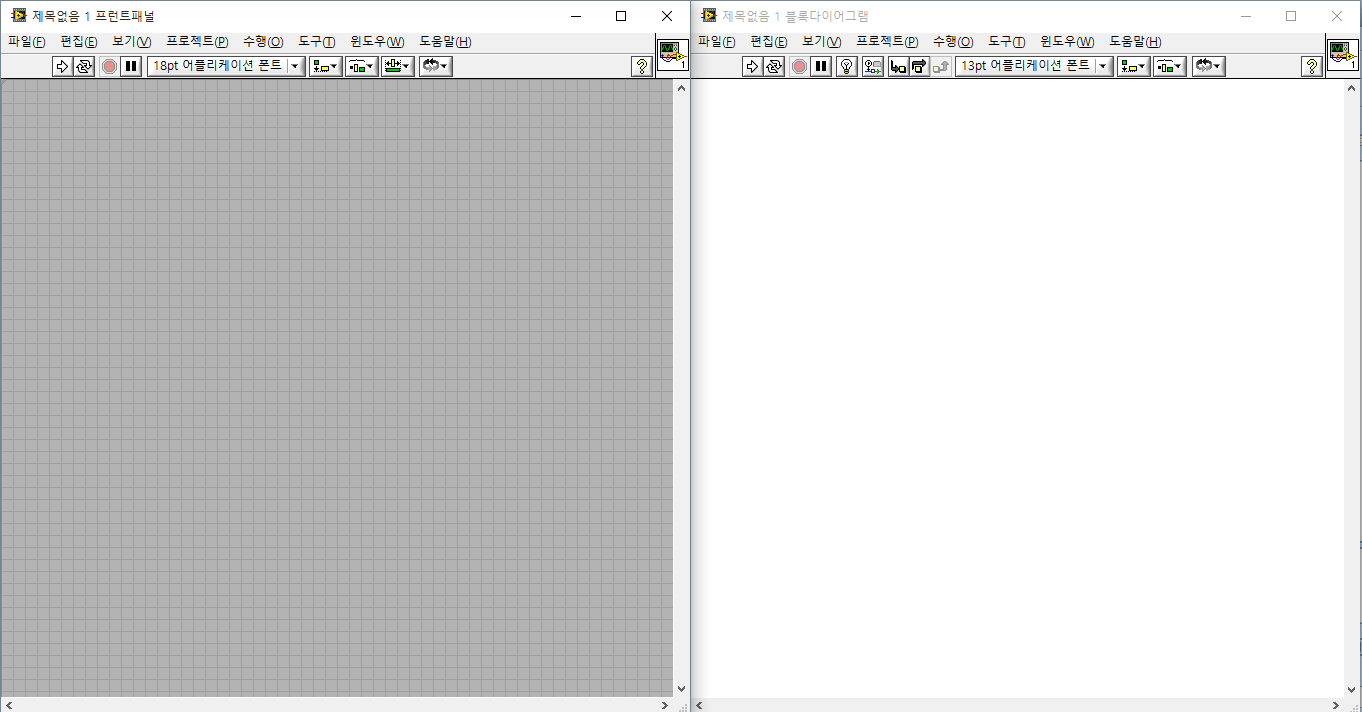 제목없음 1 프런트패널
파일(F) 편집(E) 보기(V) 프로젝트(P) 수행(O) 도구(T) 윈도우(W) 도움말(H)
18pt 어플리케이션 폰트
?
1
제목없음 1 블록다이어그램
파일(F) 편집(E) 보기(V) 프로젝트(P) 수행(O) 도구(T) 윈도우(W) 도움말(H)
13pt 어플리케이션 폰트
?
1